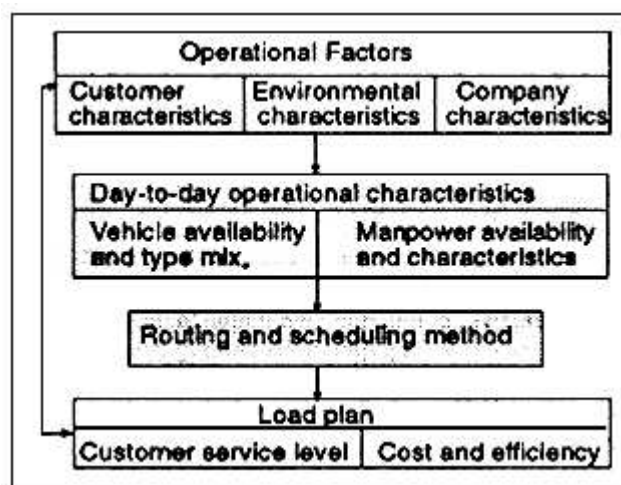 Operational Factors
Customer characteristics
Environmental characteristics
Company characteristics
Day-to-day operational characteristics
Vehicle availability and type mix.
Manpower availability and characteristics
Routing and scheduling method
Load plan
Customer service level
Cost and efficiency